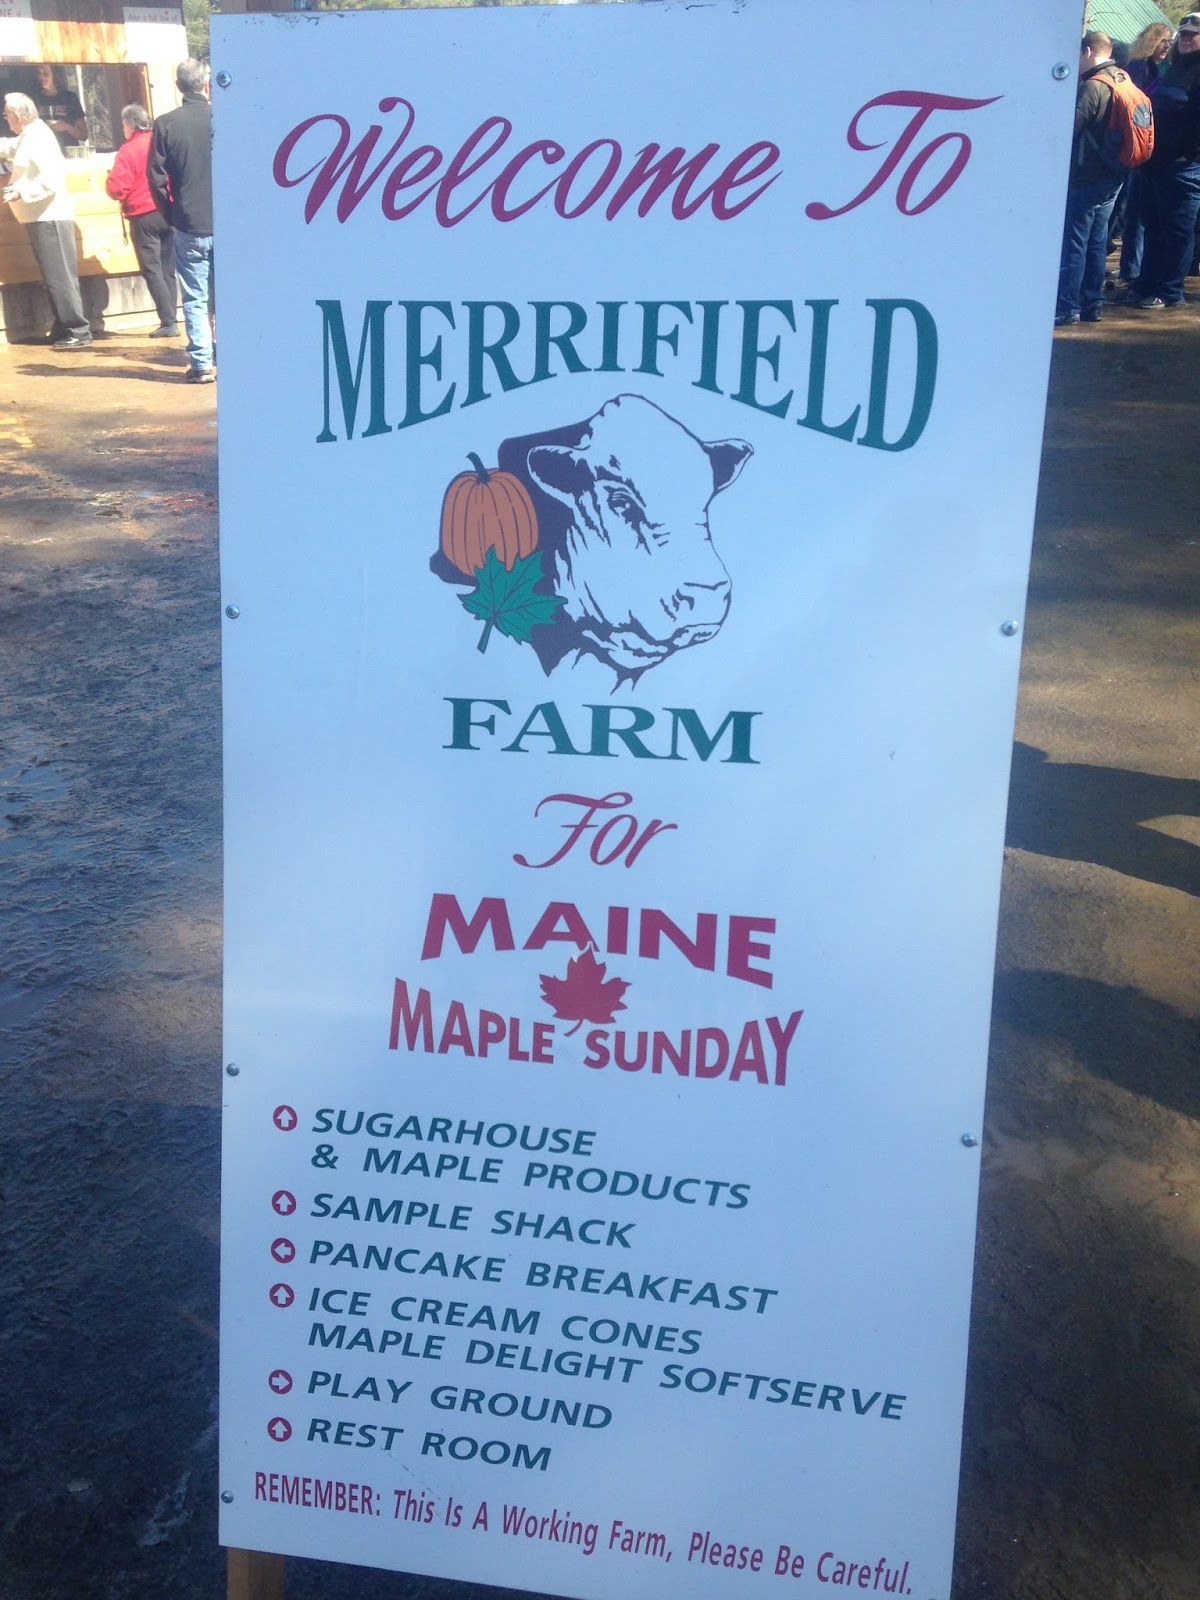 Welcome To
MERRIFIELD
FARM
For
MAINE
MAPLE SUNDAY
SUGARHOUSE
& MAPLE PRODUCTS
SAMPLE SHACK
PANCAKE BREAKFAST
ICE CREAM CONES
MAPLE DELIGHT SOFTSERVE
PLAY GROUND
REST ROOM
REMEMBER: This Is A Working Farm, Please Be Careful.